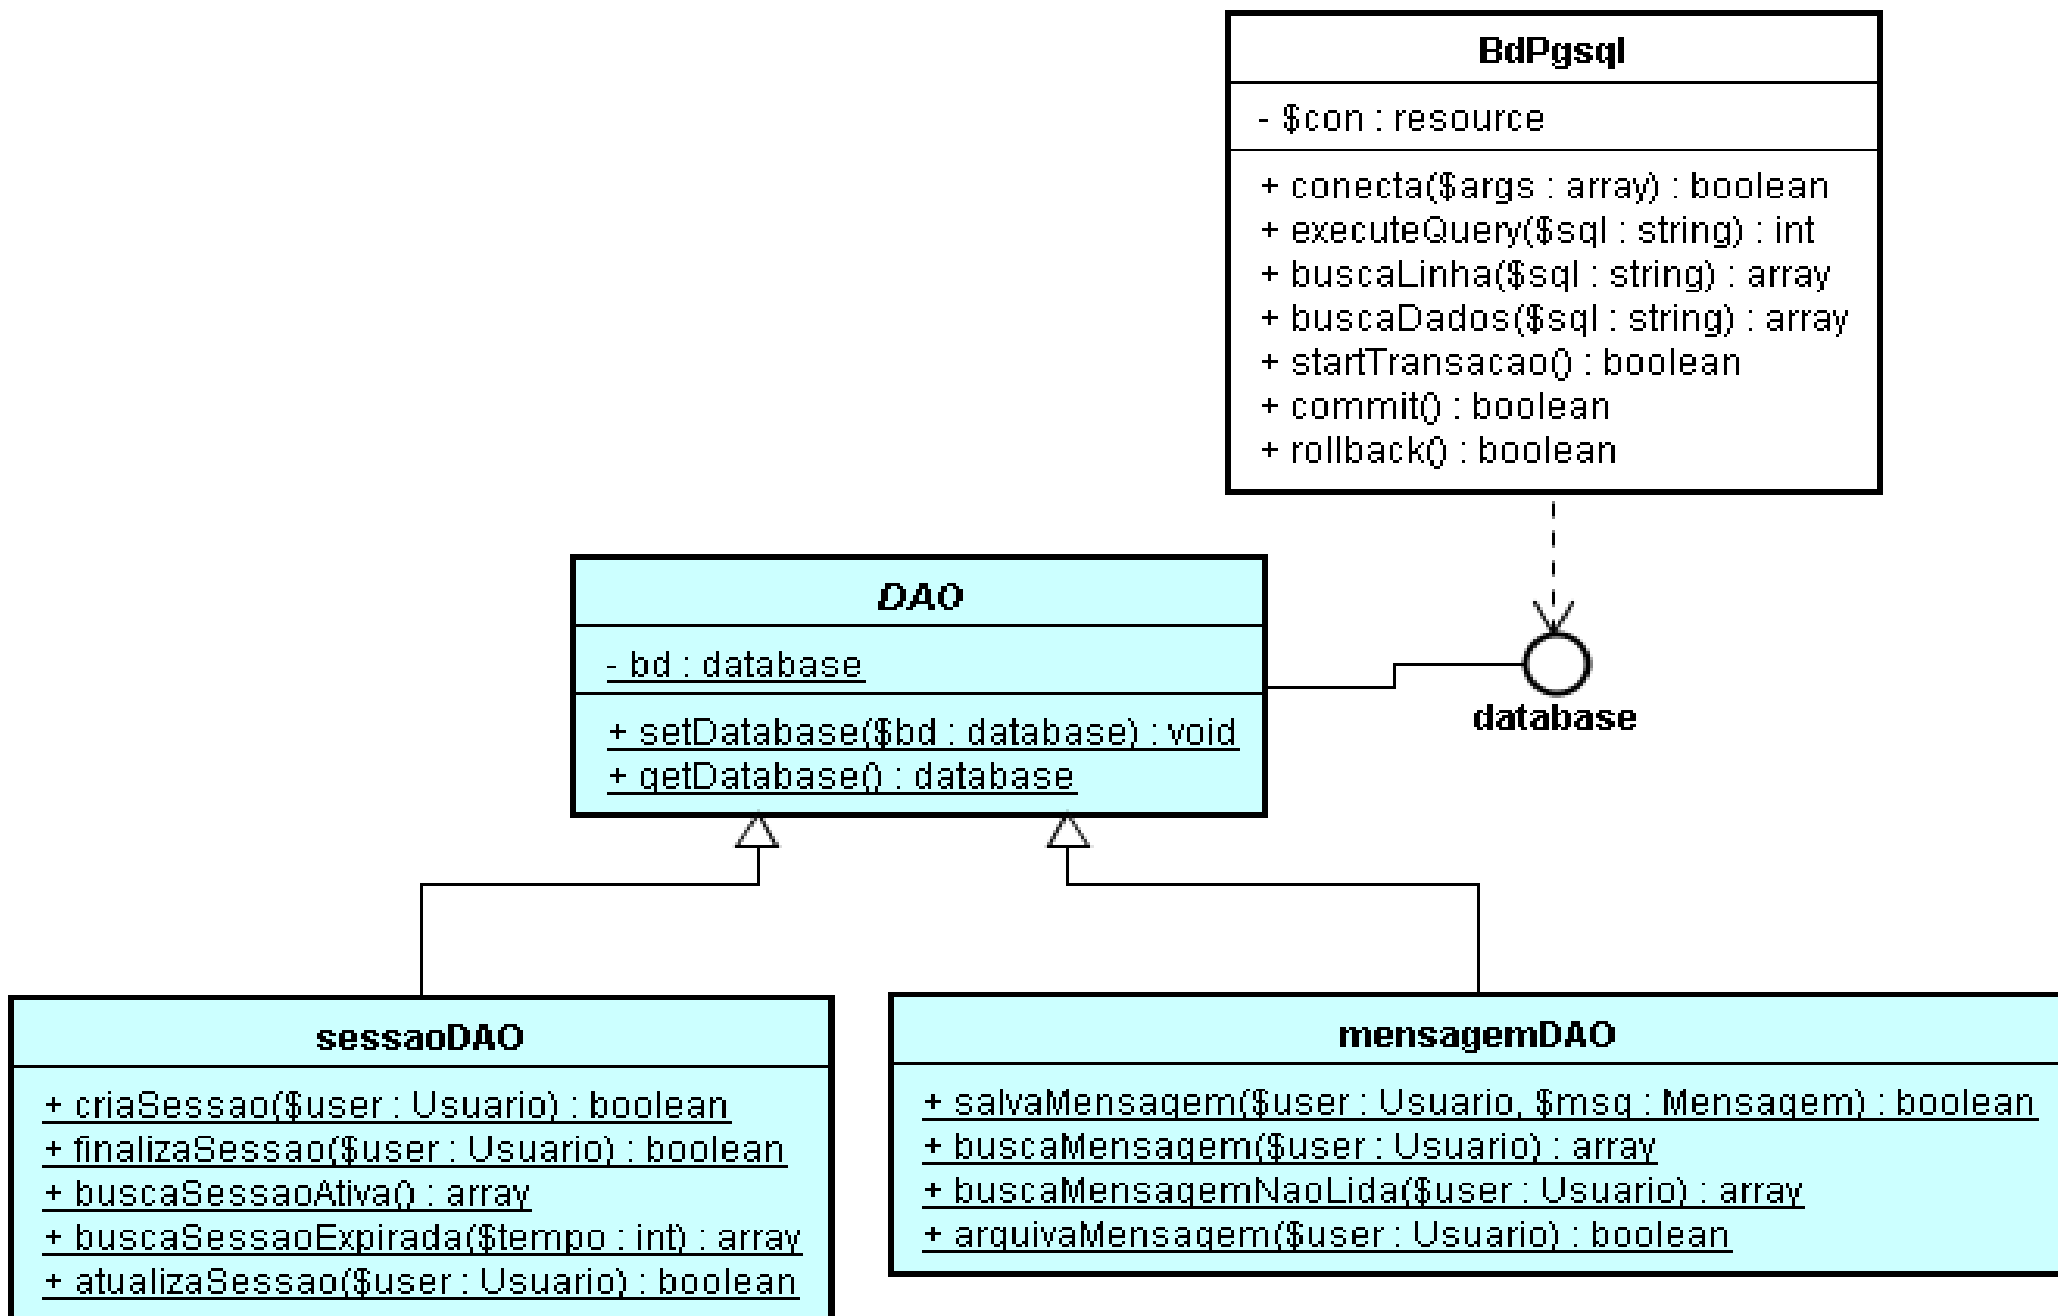 BdPgsql
- $con : resource
+ conecta($args : array) : boolean
+ executeQuery($sql : string) : int
+ buscaLinha($sql : string) : array
+ buscaDados($sql : string) : array
+ startTransacao() : boolean
+ commit() : boolean
+ rollback() : boolean
DAO
- bd : database
+ setDatabase($bd : database) : void
+ getDatabase() : database
database
sessaoDAO
+ criaSessao($user : Usuario) : boolean
+ finalizaSessao($user : Usuario) : boolean
+ buscaSessaoAtiva() : array
+ buscaSessaoExpirada($tempo : int) : array
+ atualizaSessao($user : Usuario) : boolean
mensagemDAO
+ salvaMensagem($user : Usuario, $msg : Mensagem) : boolean
+ buscaMensagem($user : Usuario) : array
+ buscaMensagemNaoLida($user : Usuario) : array
+ arquivaMensagem($user : Usuario) : boolean